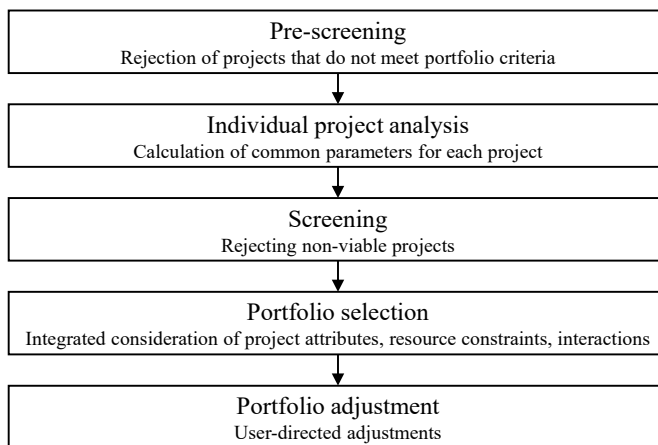 Pre-screening
Rejection of projects that do not meet portfolio criteria
Individual project analysis
Calculation of common parameters for each project
Screening
Rejecting non-viable projects
Portfolio selection
Integrated consideration of project attributes, resource constraints, interactions
Portfolio adjustment
User-directed adjustments